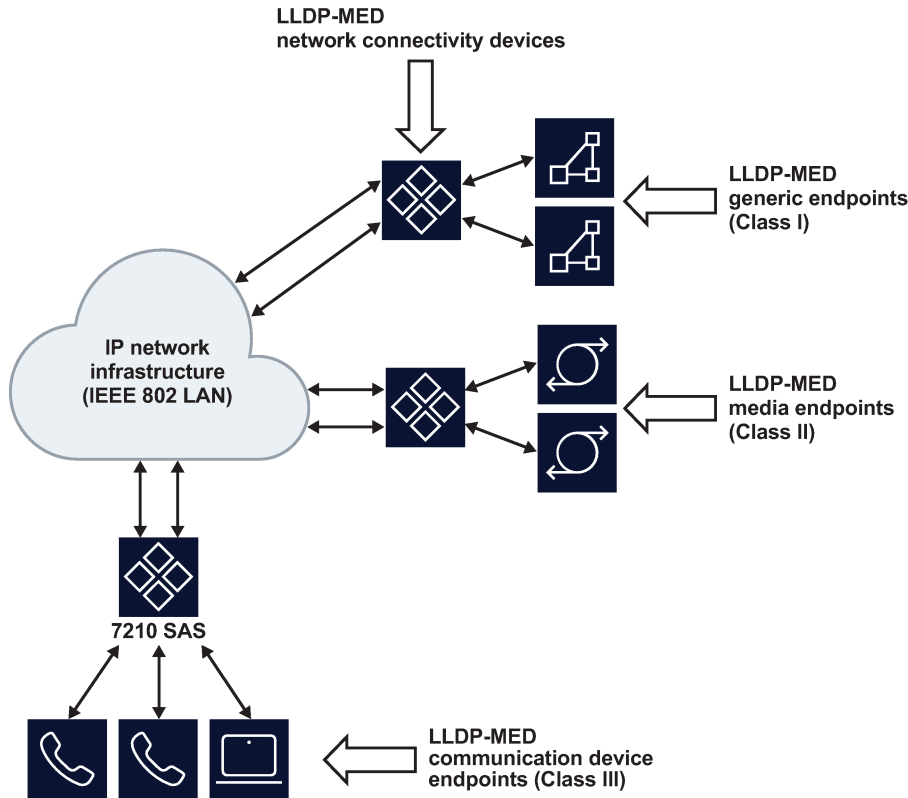 LLDP-MED
network connectivity devices
LLDP-MED
generic endpoints
(Class I)
IP network
infrastructure
(IEEE 802 LAN)
LLDP-MED
media endpoints
(Class II)
7210 SAS
LLDP-MED
communication device
endpoints (Class III)